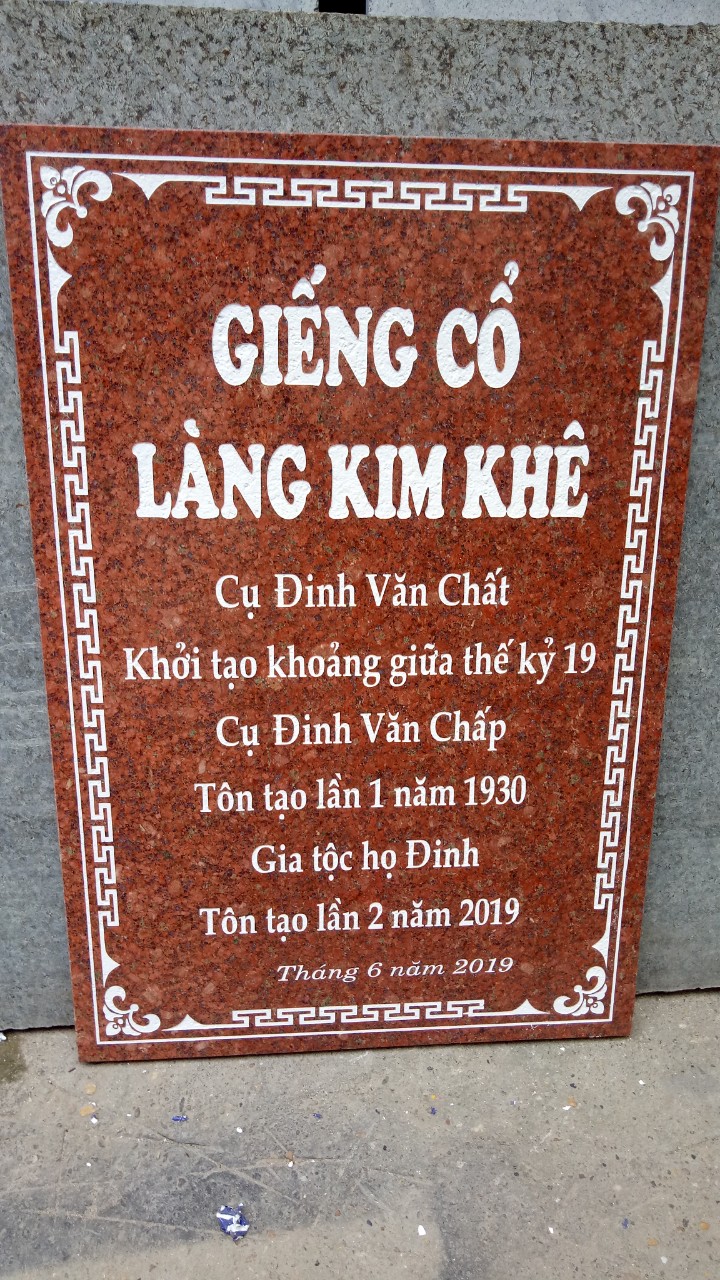 GIẾNG CỔ
LÀNG KIM KHÊ
Cụ Đinh Văn Chất
Khởi tạo khoảng giữa thế kỷ 19
Cụ Đinh Văn Chấp
Tôn tạo lần 1 năm 1930
Gia tộc họ Đinh
Tôn tạo lần 2 năm 2019
Tháng 6 năm 2019